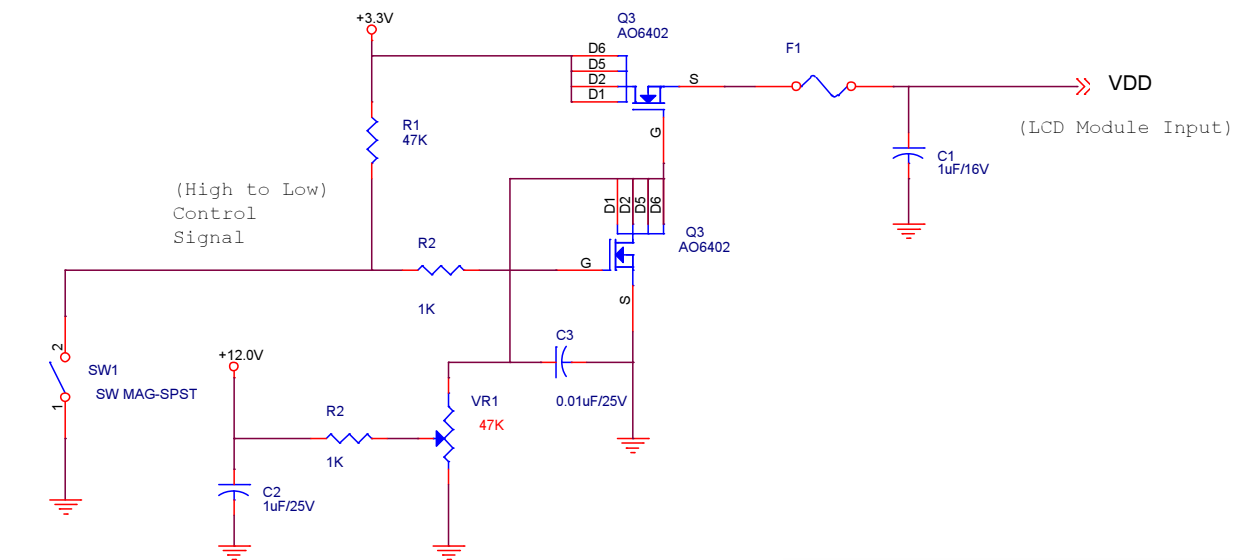 +3.3V
Q3
AO6402
D6
D5
D2
D1
S
G
F1
VDD
(LCD Module Input)
R1
47K
C1
1uF/16V
(High to Low)
Control
Signal
D1
D2
D5
D6
Q3
AO6402
R2
1K
G
S
2
1
SW1
SW MAG-SPST
+12.0V
C3
0.01uF/25V
R2
1K
VR1
47K
C2
1uF/25V